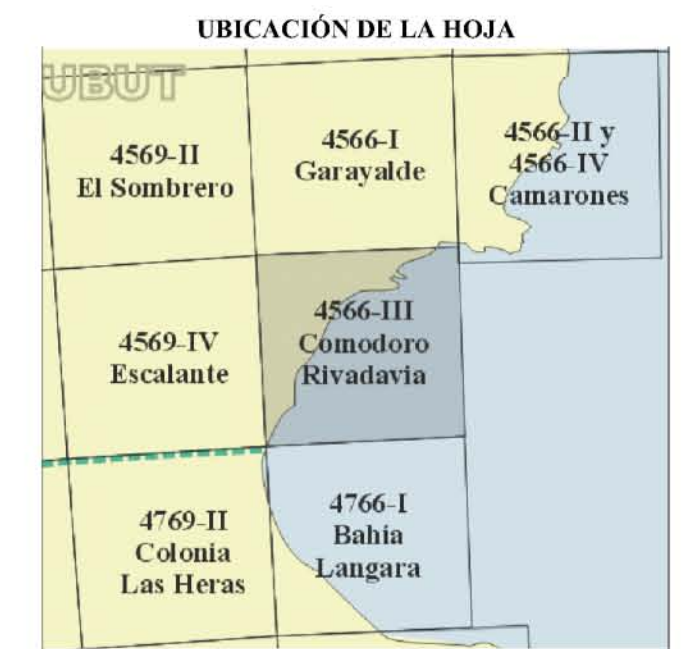 UBICACIÓN DE LA HOJA
UBUT
4569-II
El Sombrero
4566-I
Garayalde
4566-II y
4566-IV
Camarones
4569-IV
Escalante
4566-III
Comodoro
Rivadavia
4769-II
Colonia
Las Heras
4766-I
Bahia
Langara